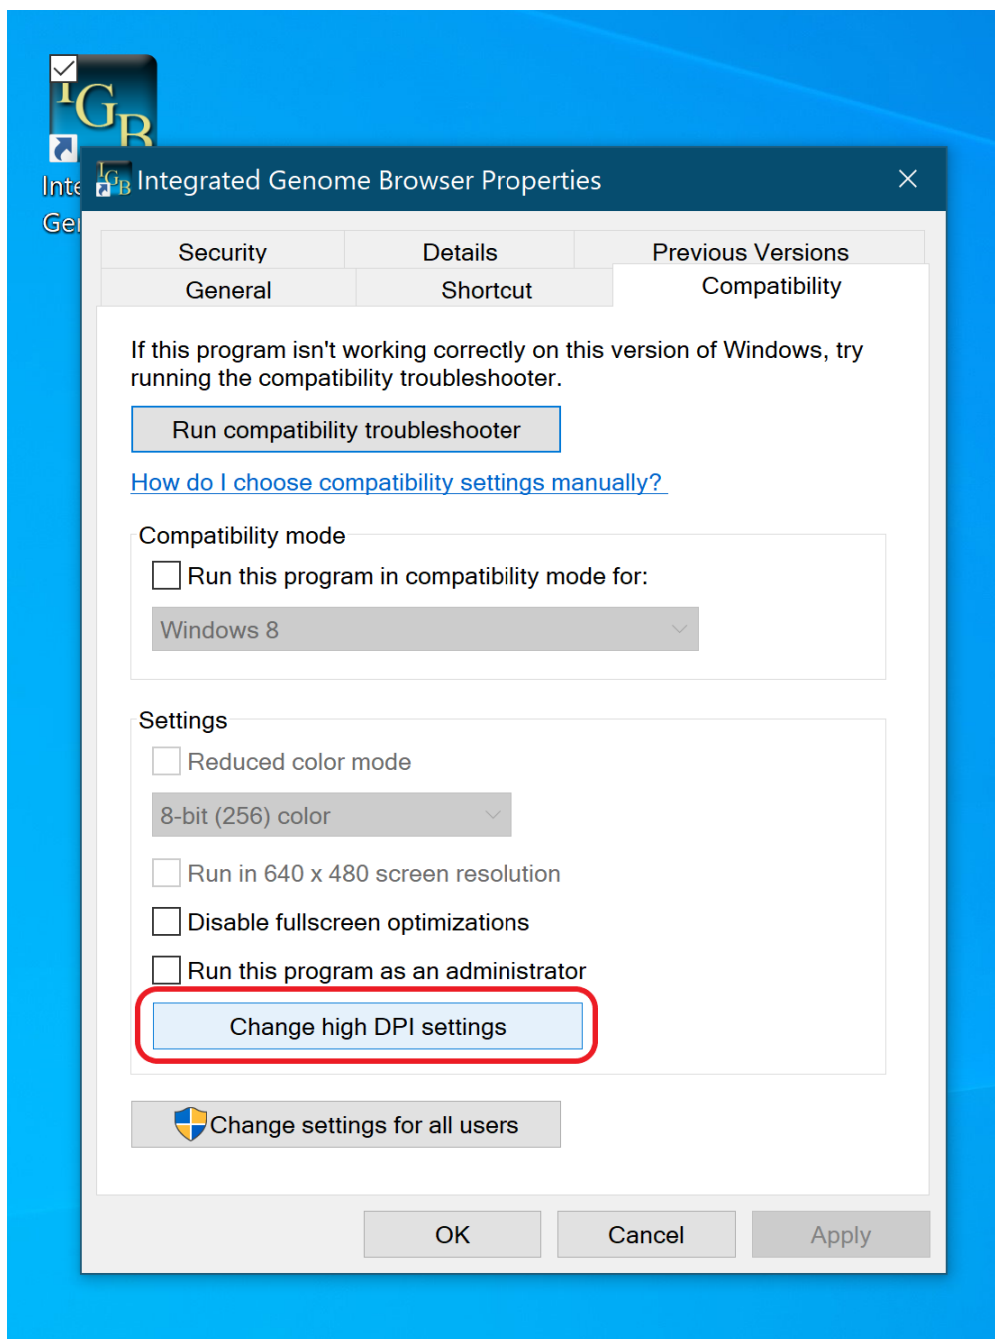 IGB
Inte
Ger
IGB Integrated Genome Browser Properties
Security Details Previous Versions
General Shortcut Compatibility
If this program isn't working correctly on this version of Windows, try
running the compatibility troubleshooter.
Run compatibility troubleshooter
How do I choose compatibility settings manually?
Compatibility mode
Run this program in compatibility mode for:
Windows 8
Settings
Reduced color mode
8-bit (256) color
Run in 640 x 480 screen resolution
Disable fullscreen optimizations
Run this program as an administrator
Change high DPI settings
Change settings for all users
OK Cancel Apply